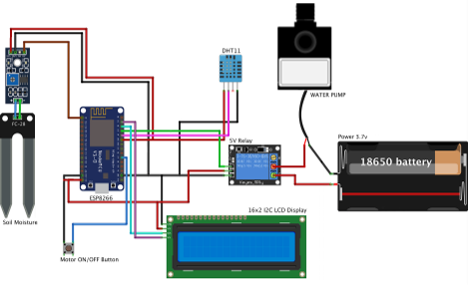 DHT11
WATER PUMP
FC-28
5V Relay
Power 3.7v
18650 battery
ESP8266
Soil Moisture
16x2 I2C LCD Display
Motor ON/OFF Button